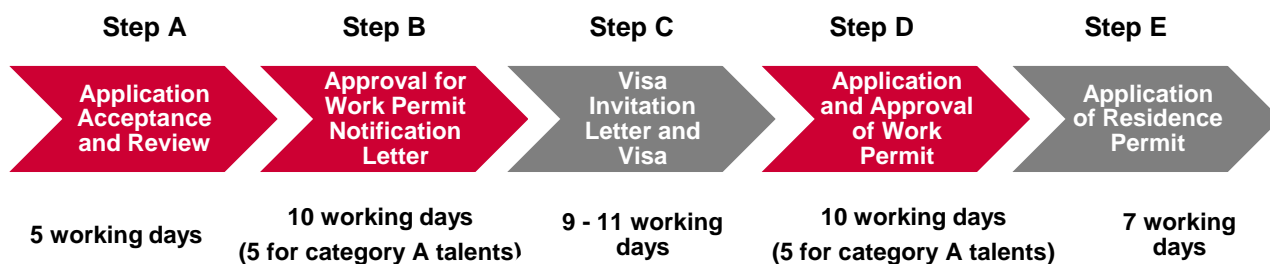 Step A
Step B
Step C
Step D
Step E
Application
Acceptance
and Review
Approval for
Work Permit
Notification
Letter
Visa
Invitation
Letter and
Visa
Application
and Approval
of Work
Permit
Application
of Residence
Permit
5 working days
10 working days
(5 for category A talents)
9 - 11 working
days
10 working days
(5 for category A talents)
7 working
days